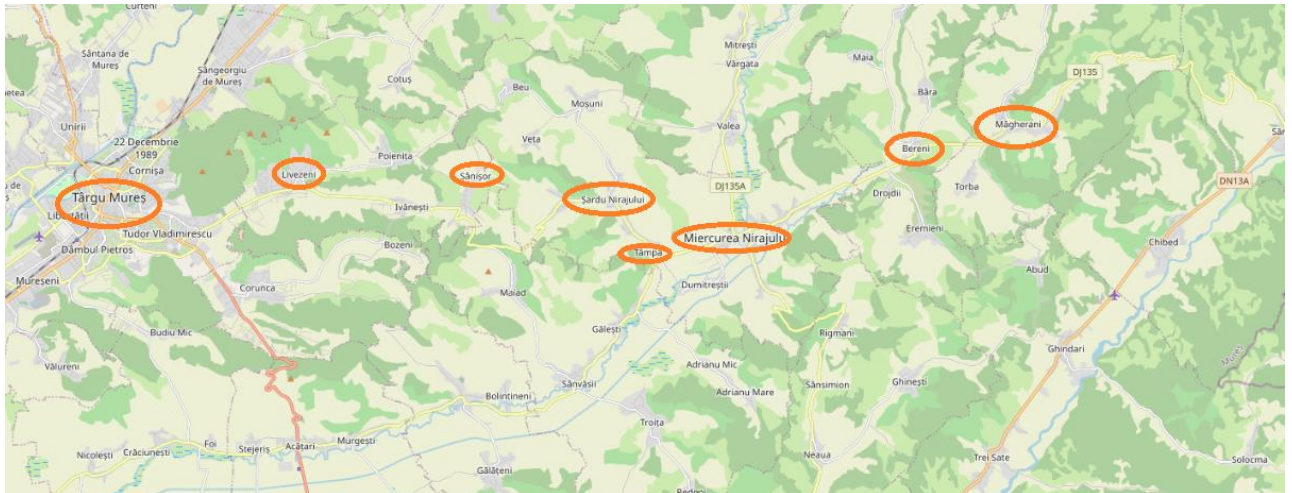 Curteni
Sântana de
Mureș
Sângeorgiu
de Mureș
Cotuș
Beu
Moșuni
Mitrești
Vărgata
Maia
DJ135
Bâra
Unirii
22 Decembrie
1989
Cornișa
Livezeni
Poienița
Veța
Valea
Bereni
Măgherani
Sânișor
DJ135A
Drojdii
Torba
DN13A
Târgu Mureș
Ivănești
Șardu Nirajului
Tudor Vladimirescu
Dâmbul Pietros
Bozeni
Tâmpa
Miercurea Nirajulu
Eremieni
Chibed
Mureșeni
Corunca
Maiad
Dumitreștii
Abud
Budiu Mic
Gălești
Rigmani
Ghindari
Vălureni
Adrianu Mic
Mureș
Sânvăsii
Adrianu Mare
Sânsimion
Ghinești
Bolintineni
Troița
Nicolești
Crăciunești
Foi
Stejeriș
Acățari
Murgești
Gălățeni
Neaua
Trei Sate
Solocma